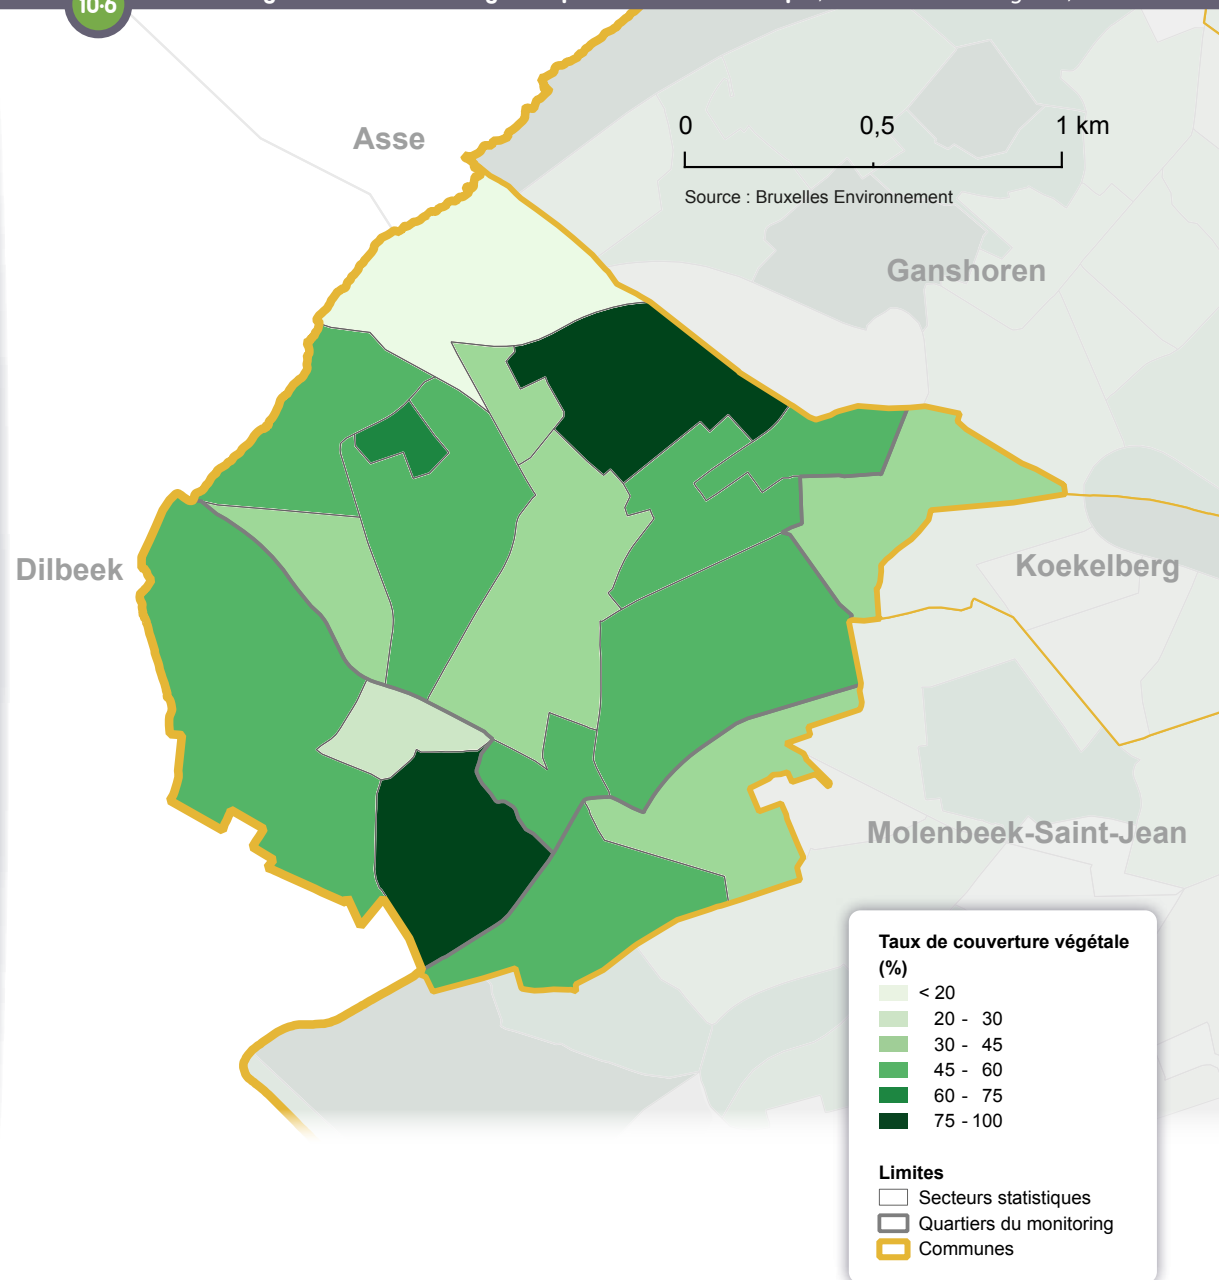 10·6
Asse
0 0,5 1 km
Source : Bruxelles Environnement
Ganshoren
Dilbeek
Koekelberg
Molenbeek-Saint-Jean
Taux de couverture végétale
(%)
< 20
20 - 30
30 - 45
45 - 60
60 - 75
75 - 100
Limites
Secteurs statistiques
Quartiers du monitoring
Communes